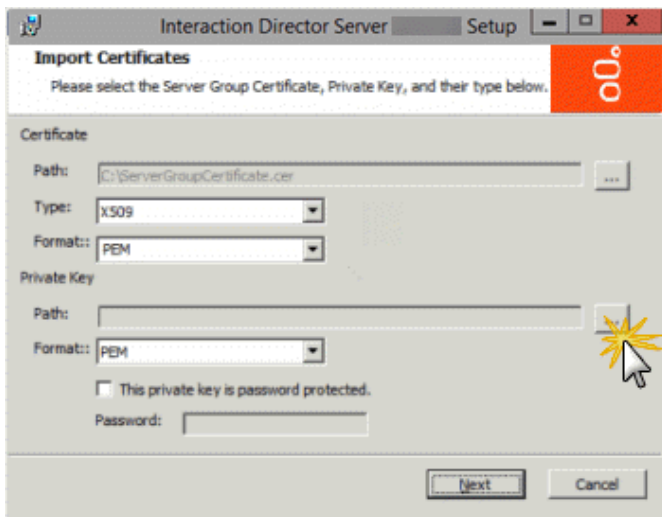 Interaction Director Server Setup
Import Certificates
Please select the Server Group Certificate, Private Key, and their type below.
Certificate
Path: C:\ServerGroupCertificate.cer ...
Type: X509
Format:: PEM
Private Key
Path: ...
Format:: PEM
This private key is password protected.
Password:
Next Cancel